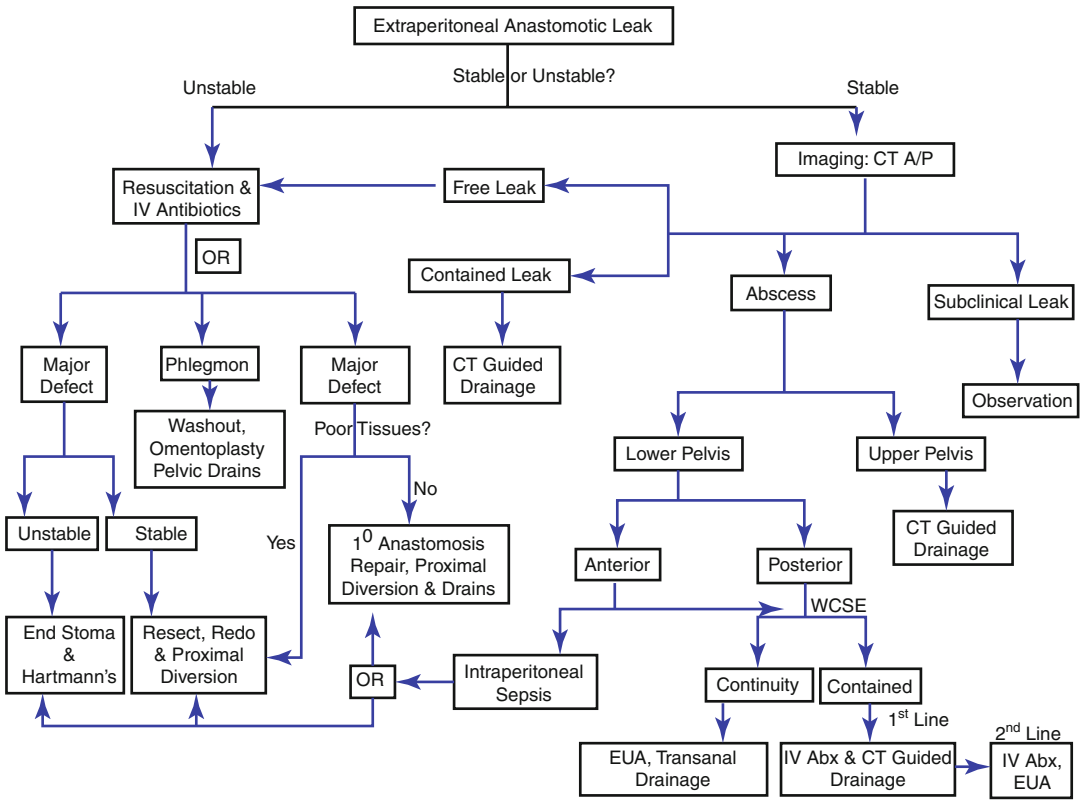 Extraperitoneal Anastomotic Leak
Stable or Unstable?
Unstable
Stable
Imaging: CT A/P
Resuscitation &
IV Antibiotics
Free Leak
OR
Contained Leak
Abscess
Subclinical Leak
Major
Defect
Phlegmon
Major
Defect
CT Guided
Drainage
Observation
Washout,
Omentoplasty
Pelvic Drains
Poor Tissues?
Lower Pelvis
Upper Pelvis
No
Unstable
Stable
Yes
1⁰ Anastomosis
Repair, Proximal
Diversion & Drains
CT Guided
Drainage
Anterior
Posterior
WCSE
End Stoma
&
Hartmann's
Resect, Redo
& Proximal
Diversion
OR
Intraperitoneal
Sepsis
Continuity
Contained
1st Line
2nd Line
EUA, Transanal
Drainage
IV Abx & CT Guided
Drainage
IV Abx,
EUA